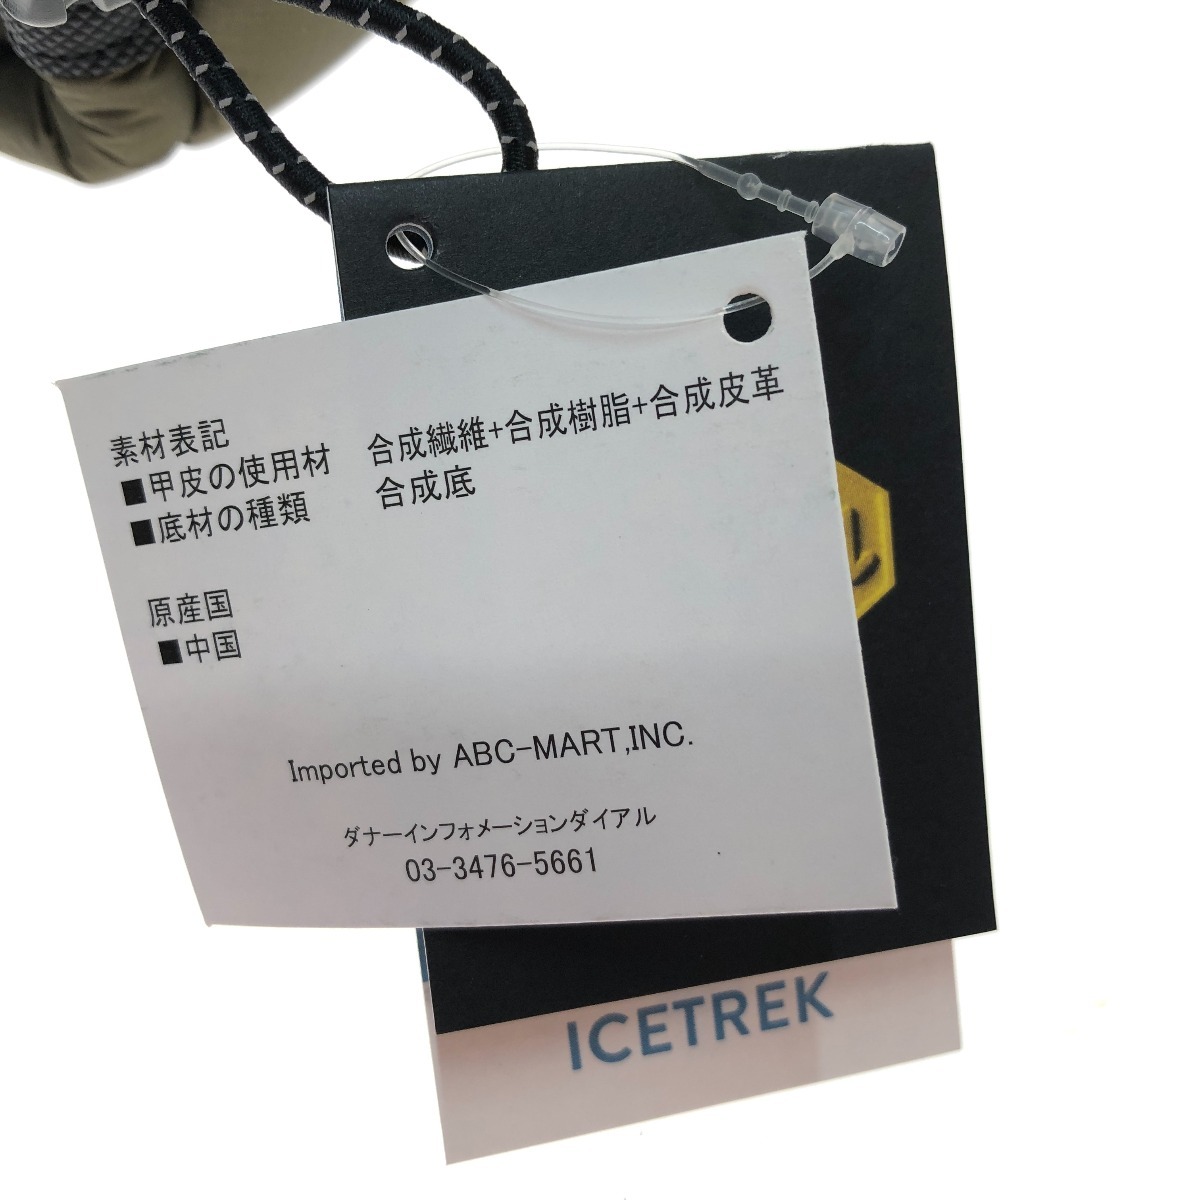 素材表記
■甲皮の使用材 合成繊維+合成樹脂+合成皮革
■底材の種類 合成底
原産国
■中国
Imported by ABC-MART,INC.
ダナーインフォメーションダイアル
03-3476-5661
ICETREK